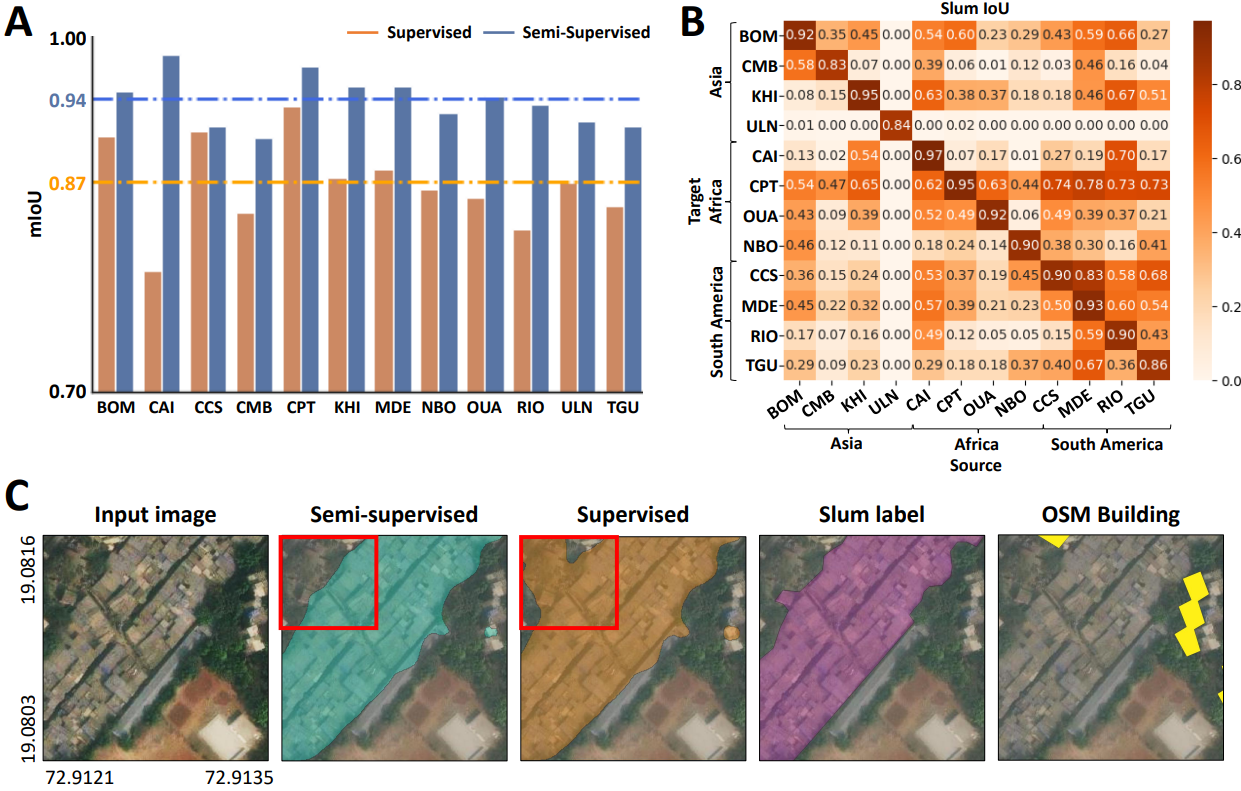 A
1.00
0.94
0.87
0.70
mIoU
Supervised
Semi-Supervised
BOM CAI CCS CMB CPT KHI MDE NBO OUA RIO ULN TGU
B
Slum IoU
Target
Asia
Africa
South America
BOM 0.92 0.35 0.45 0.00 0.54 0.60 0.23 0.29 0.43 0.59 0.66 0.27
CMB 0.58 0.83 0.07 0.00 0.39 0.06 0.01 0.12 0.03 0.46 0.16 0.04
KHI 0.08 0.15 0.95 0.00 0.63 0.38 0.37 0.18 0.18 0.46 0.67 0.51
ULN 0.01 0.00 0.00 0.84 0.00 0.02 0.00 0.00 0.00 0.00 0.00 0.00
CAI 0.13 0.02 0.54 0.00 0.97 0.07 0.17 0.01 0.27 0.19 0.70 0.17
CPT 0.54 0.47 0.65 0.00 0.62 0.95 0.63 0.44 0.74 0.78 0.73 0.73
OUA 0.43 0.09 0.39 0.00 0.52 0.49 0.92 0.06 0.49 0.39 0.37 0.21
NBO 0.46 0.12 0.11 0.00 0.18 0.24 0.14 0.90 0.38 0.30 0.16 0.41
CCS 0.36 0.15 0.24 0.00 0.53 0.37 0.19 0.45 0.90 0.83 0.58 0.68
MDE 0.45 0.22 0.32 0.00 0.57 0.39 0.21 0.23 0.50 0.93 0.60 0.54
RIO 0.17 0.07 0.16 0.00 0.49 0.12 0.05 0.05 0.15 0.59 0.90 0.43
TGU 0.29 0.09 0.23 0.00 0.29 0.18 0.18 0.37 0.40 0.67 0.36 0.86
BOM CMB KHI ULN CAI CPT OUA NBO CCS MDE RIO TGU
Asia Africa South America
Source
0.8
0.6
0.4
0.2
0.0
C
Input image
Semi-supervised
Supervised
Slum label
OSM Building
19.0816
19.0803
72.9121 72.9135